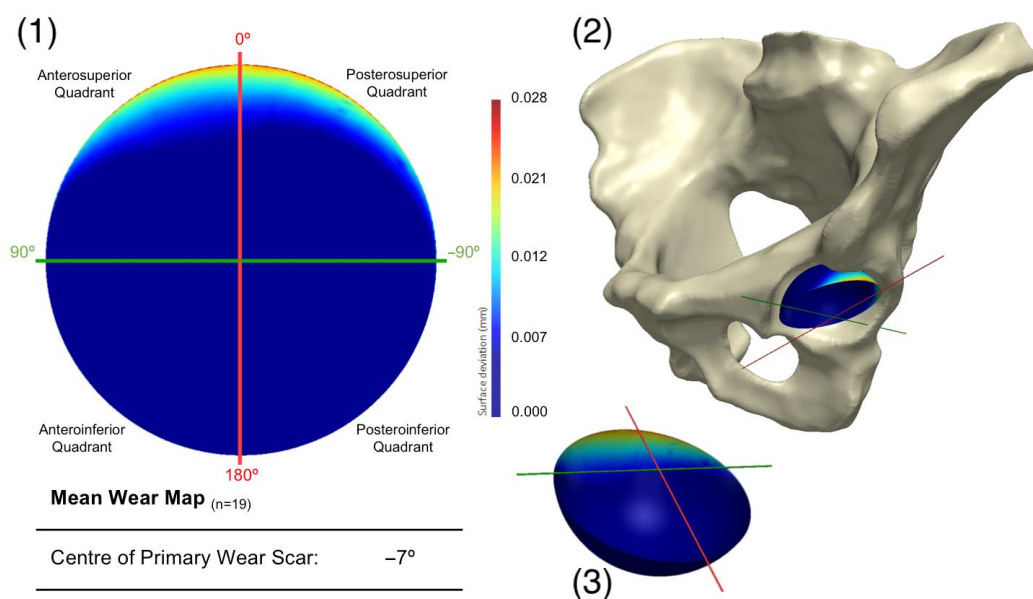 (1)
(2)
0º
Anterosuperior
Quadrant
Posterosuperior
Quadrant
90º
–90º
0.028
0.021
0.012
0.007
0.000
Surface deviation (mm)
Anteroinferior
Quadrant
Posteroinferior
Quadrant
180º
Mean Wear Map (n=19)
Centre of Primary Wear Scar: –7º
(3)